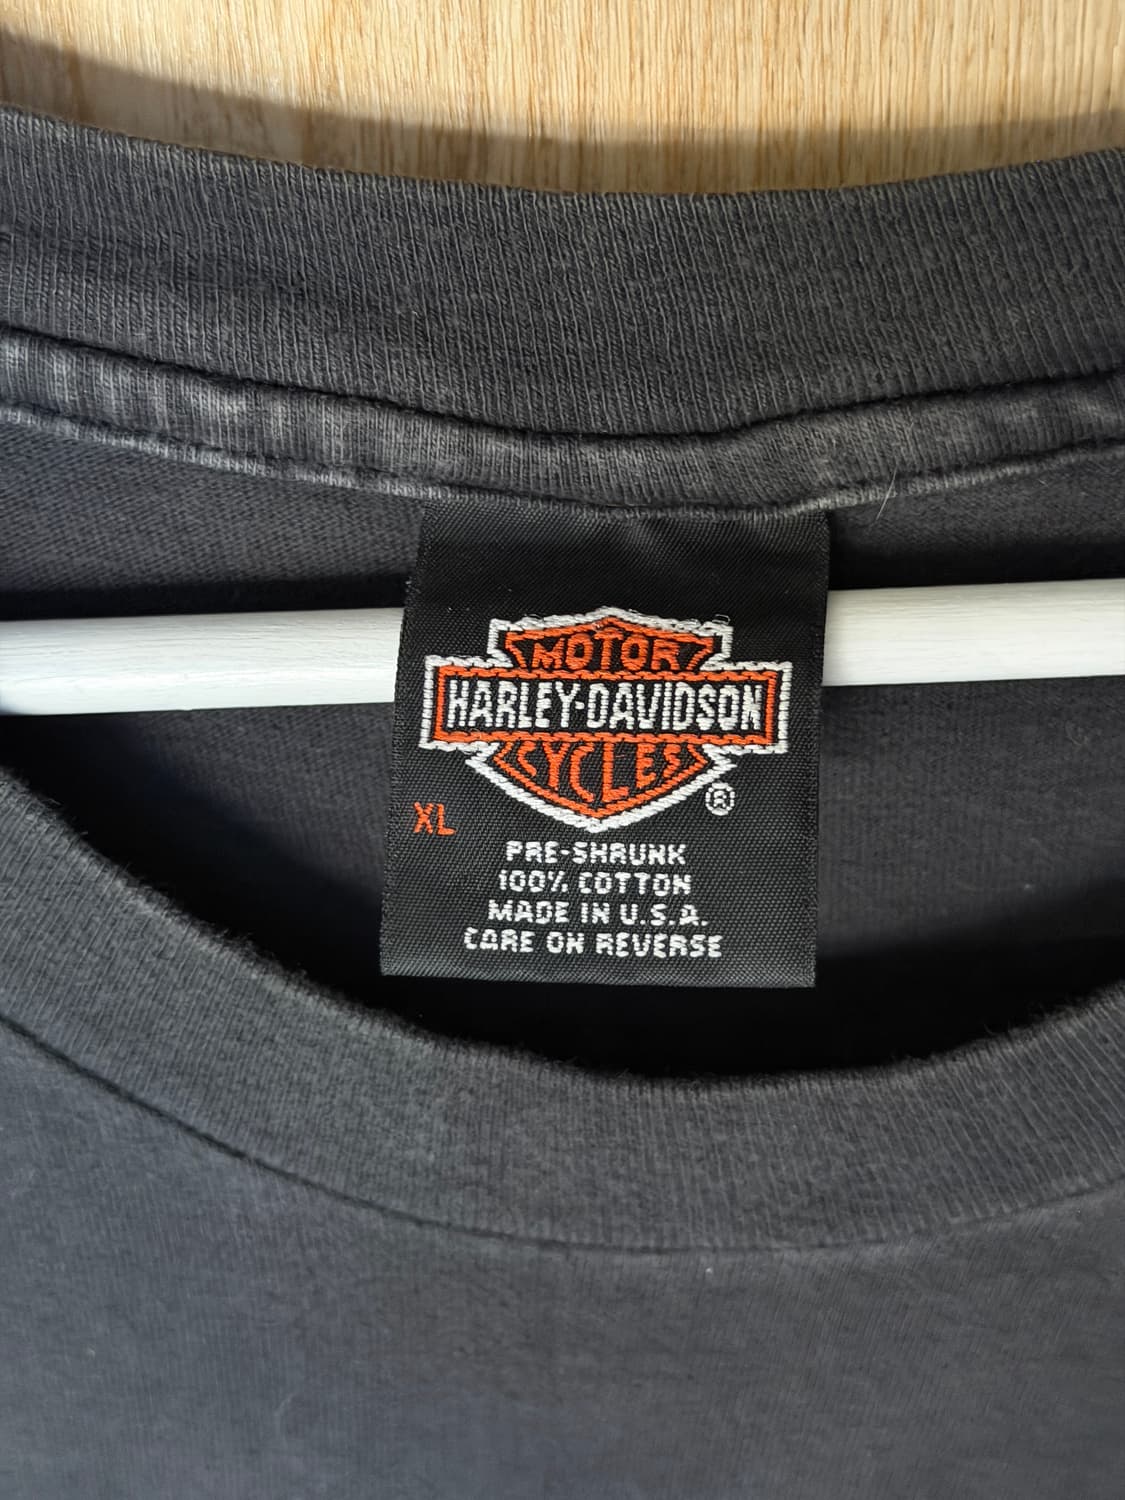 MOTOR
HARLEY-DAVIDSON
CYCLES
®
XL
PRE-SHRUNK
100% COTTON
MADE IN U.S.A.
CARE ON REVERSE